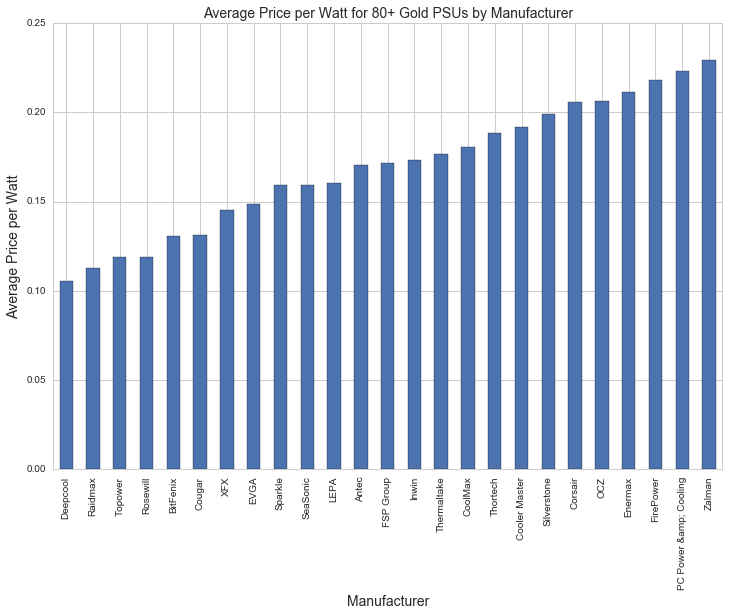 Average Price per Watt for 80+ Gold PSUs by Manufacturer
Average Price per Watt
0.25
0.20
0.15
0.10
0.05
0.00
Deepcool
Raidmax
Topower
Rosewill
BitFenix
Cougar
XFX
EVGA
Sparkle
SeaSonic
LEPA
Antec
FSP Group
Inwin
Thermaltake
CoolMax
Thortech
Cooler Master
Silverstone
Corsair
OCZ
Enermax
FirePower
PC Power &amp; Cooling
Zalman
Manufacturer